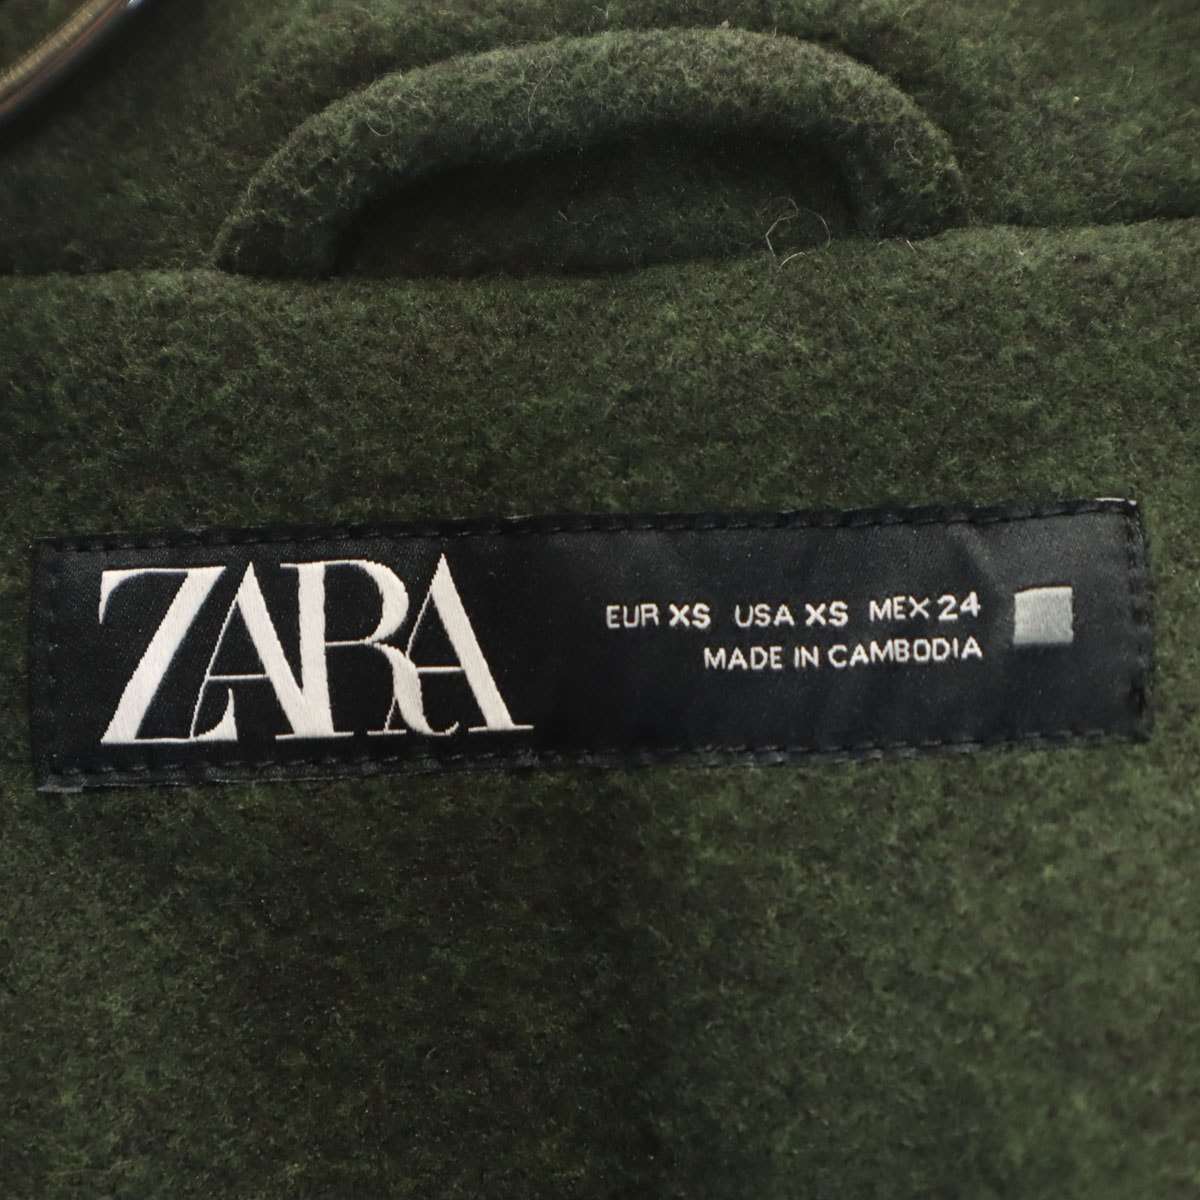 ZARA
EUR XS USA XS MEX 24
MADE IN CAMBODIA